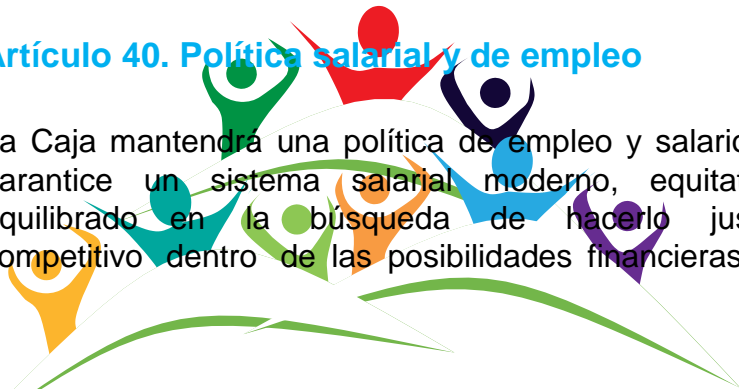 Artículo 40. Política salarial y de empleo
a Caja mantendrá una política de empleo y salario
arantice un sistema salarial moderno, equitat
quilibrado en la búsqueda de hacerlo jus
ompetitivo dentro de las posibilidades financieras